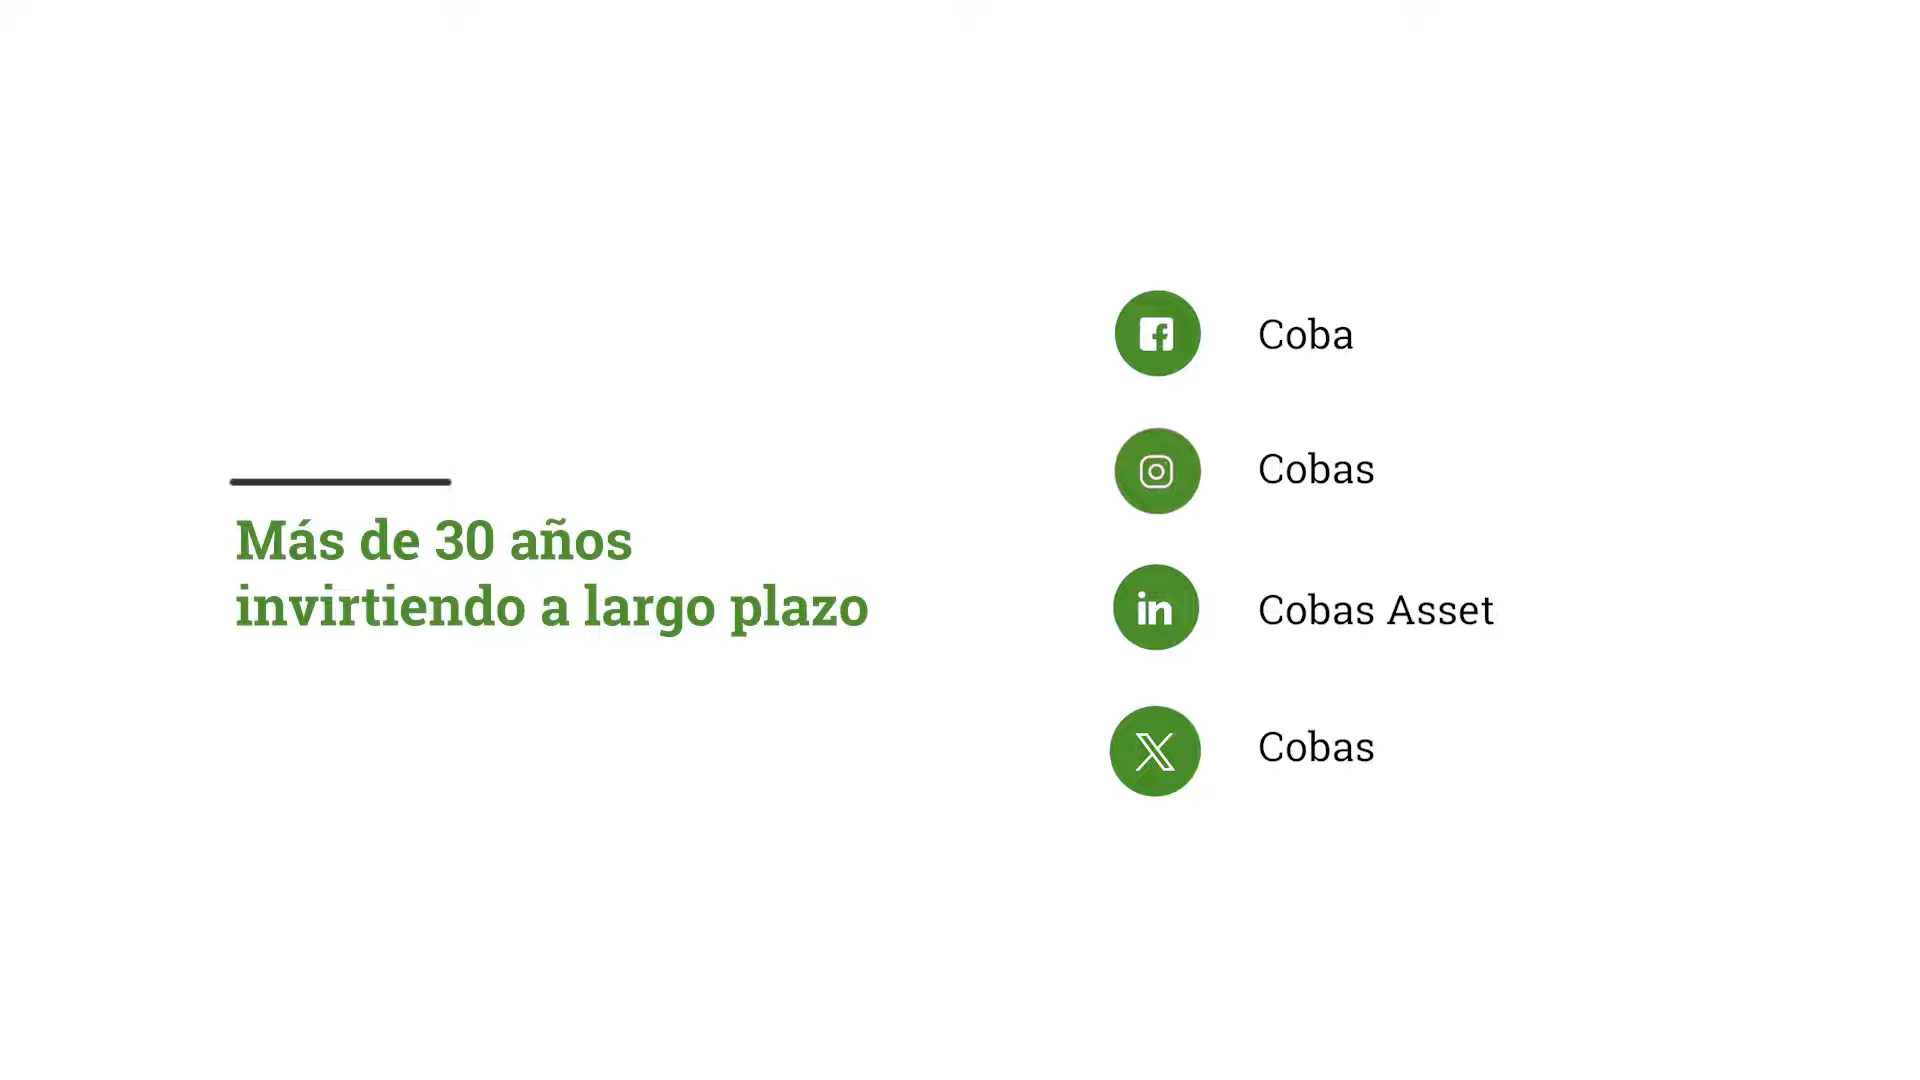 Más de 30 años
invirtiendo a largo plazo
Coba
Cobas
Cobas Asset
Cobas